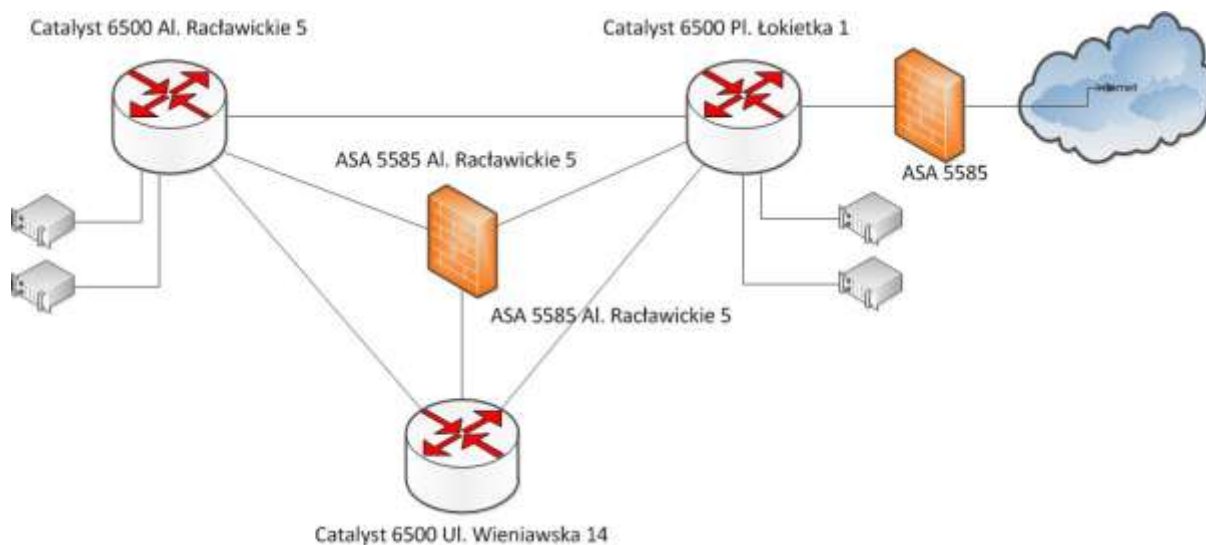 Catalyst 6500 Al. Racławickie 5
Catalyst 6500 Pl. Łokietka 1
Internet
ASA 5585 Al. Racławickie 5
ASA 5585
ASA 5585 Al. Racławickie 5
Catalyst 6500 Ul. Wieniawska 14